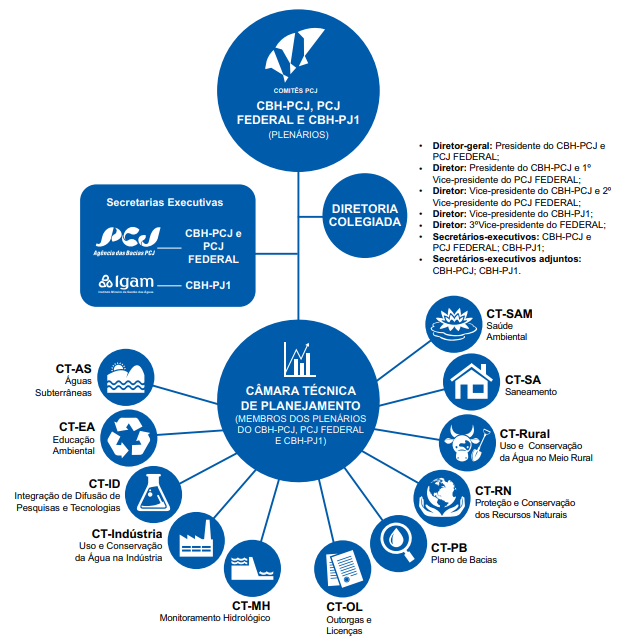 COMITÊS PCJ
CBH-PCJ, PCJ
FEDERAL E CBH-PJ1
(PLENÁRIOS)
• Diretor-geral: Presidente do CBH-PCJ e
PCJ FEDERAL;
• Diretor: Presidente do CBH-PCJ e 1º
Vice-presidente do PCJ FEDERAL;
• Diretor: Vice-presidente do CBH-PCJ e 2º
Vice-presidente do PCJ FEDERAL;
• Diretor: Vice-presidente do CBH-PJ1;
• Diretor: 3ºVice-presidente do FEDERAL;
• Secretários-executivos: CBH-PCJ e
PCJ FEDERAL; CBH-PJ1;
• Secretários-executivos adjuntos:
CBH-PCJ; CBH-PJ1.
DIRETORIA
COLEGIADA
Secretarias Executivas
PCJ
Agência das Bacias PCJ
CBH-PCJ e
PCJ
FEDERAL
Igam
Instituto Mineiro de Gestão das Águas
CBH-PJ1
CÂMARA TÉCNICA
DE PLANEJAMENTO
(MEMBROS DOS PLENÁRIOS
DO CBH-PCJ, PCJ FEDERAL
E CBH-PJ1)
CT-AS
Águas
Subterrâneas
CT-EA
Educação
Ambiental
CT-ID
Integração de Difusão de
Pesquisas e Tecnologias
CT-Indústria
Uso e Conservação
da Água na Indústria
CT-MH
Monitoramento Hidrológico
CT-OL
Outorgas e
Licenças
CT-PB
Plano de Bacias
CT-RN
Proteção e Conservação
dos Recursos Naturais
CT-Rural
Uso e Conservação
da Água no Meio Rural
CT-SA
Saneamento
CT-SAM
Saúde
Ambiental